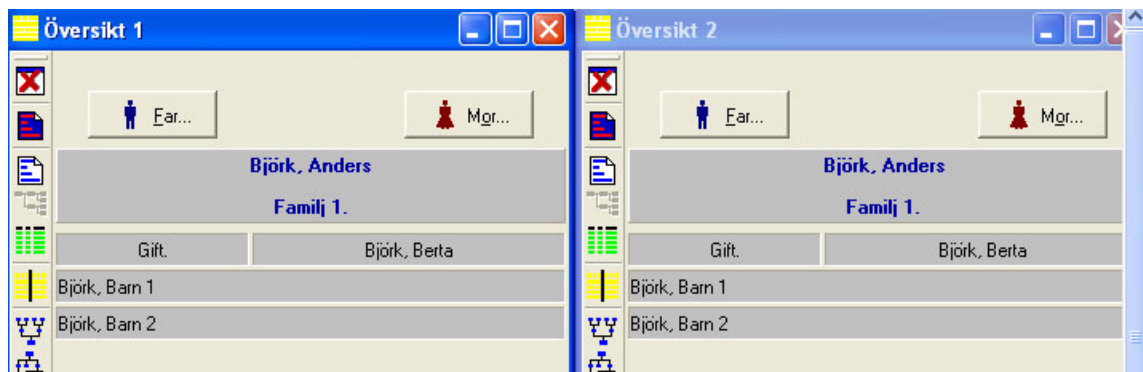 Översikt 1
Far...
Mor...
Björk, Anders
Familj 1.
Gift.
Björk, Berta
Björk, Barn 1
Björk, Barn 2
Översikt 2
Far...
Mor...
Björk, Anders
Familj 1.
Gift.
Björk, Berta
Björk, Barn 1
Björk, Barn 2